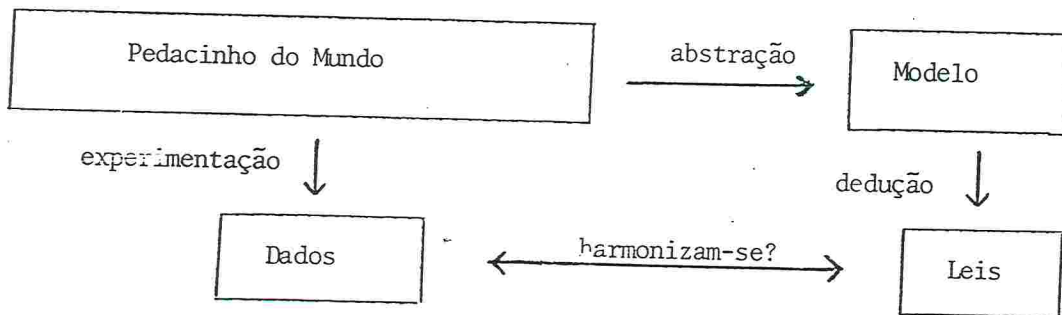 Pedacinho do Mundo
abstração
Modelo
experimentação
dedução
Dados
harmonizam-se?
Leis